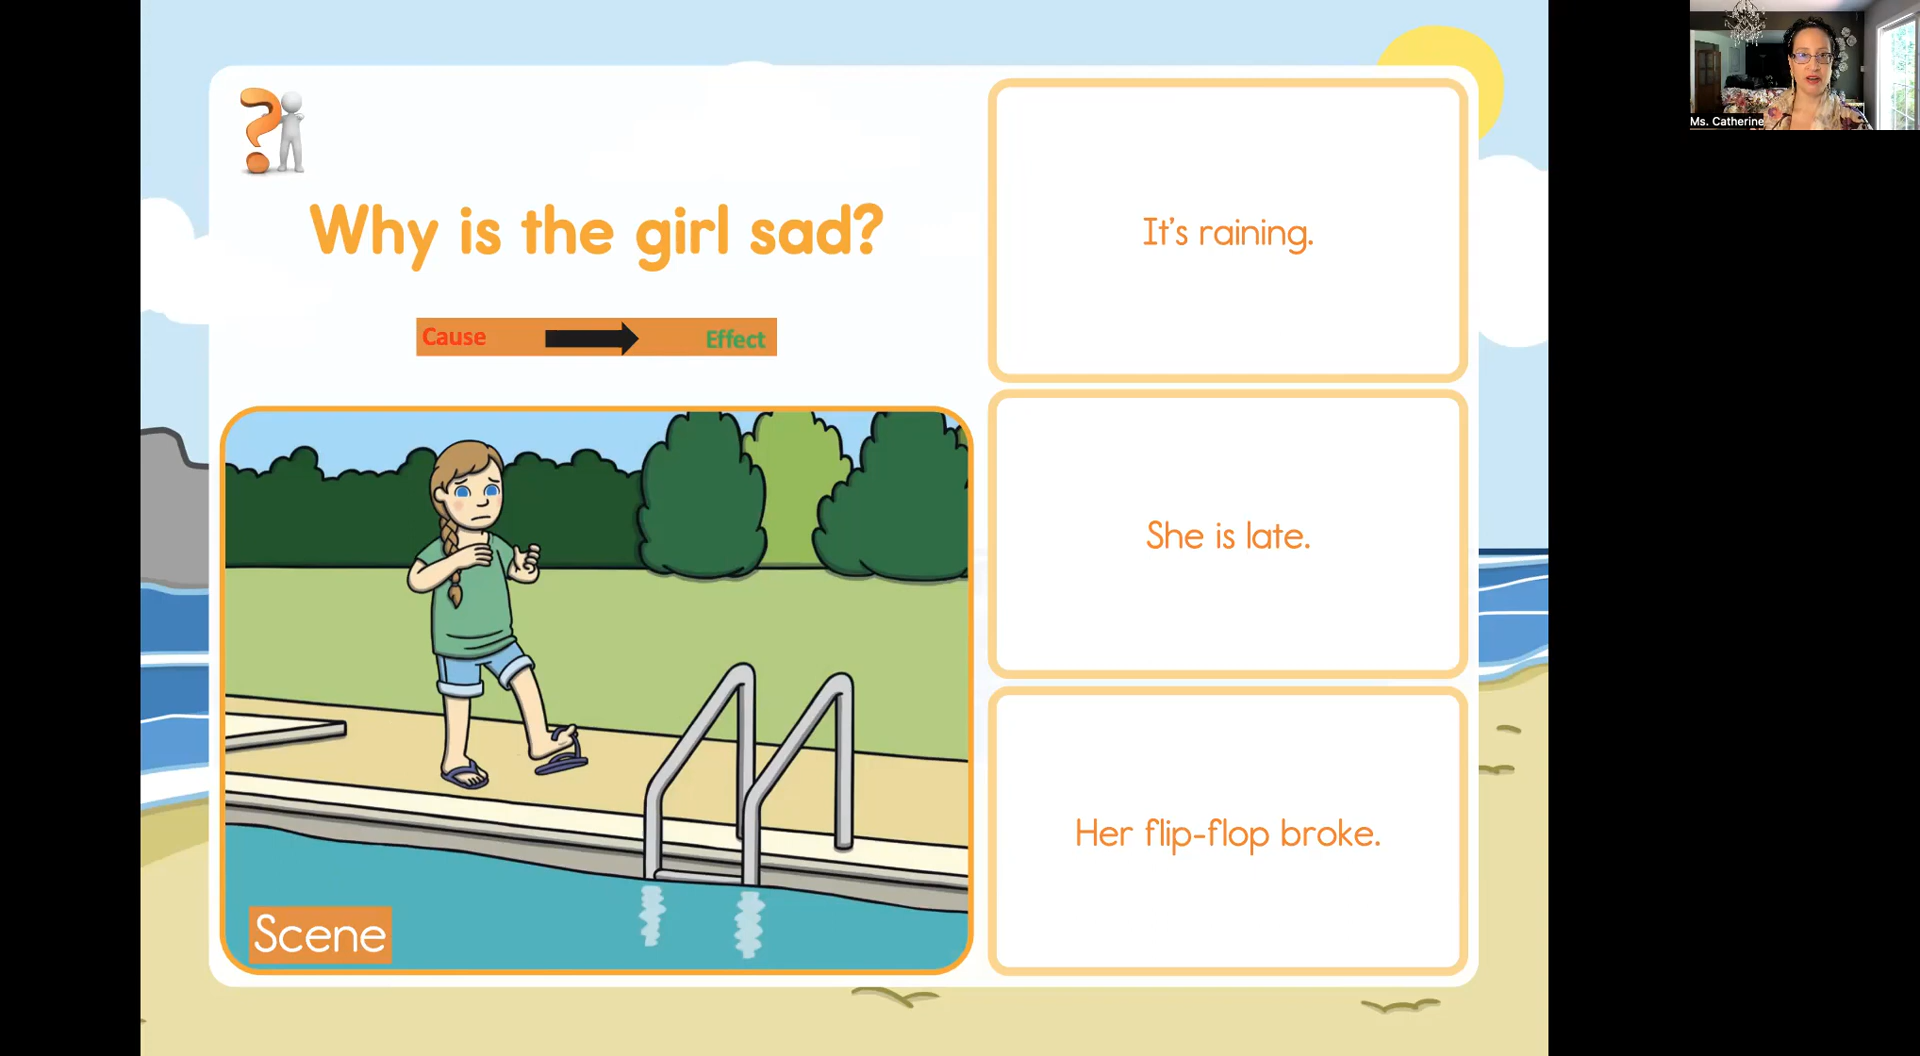 Why is the girl sad?
Cause
Effect
Scene
It's raining.
She is late.
Her flip-flop broke.
Ms. Catherine